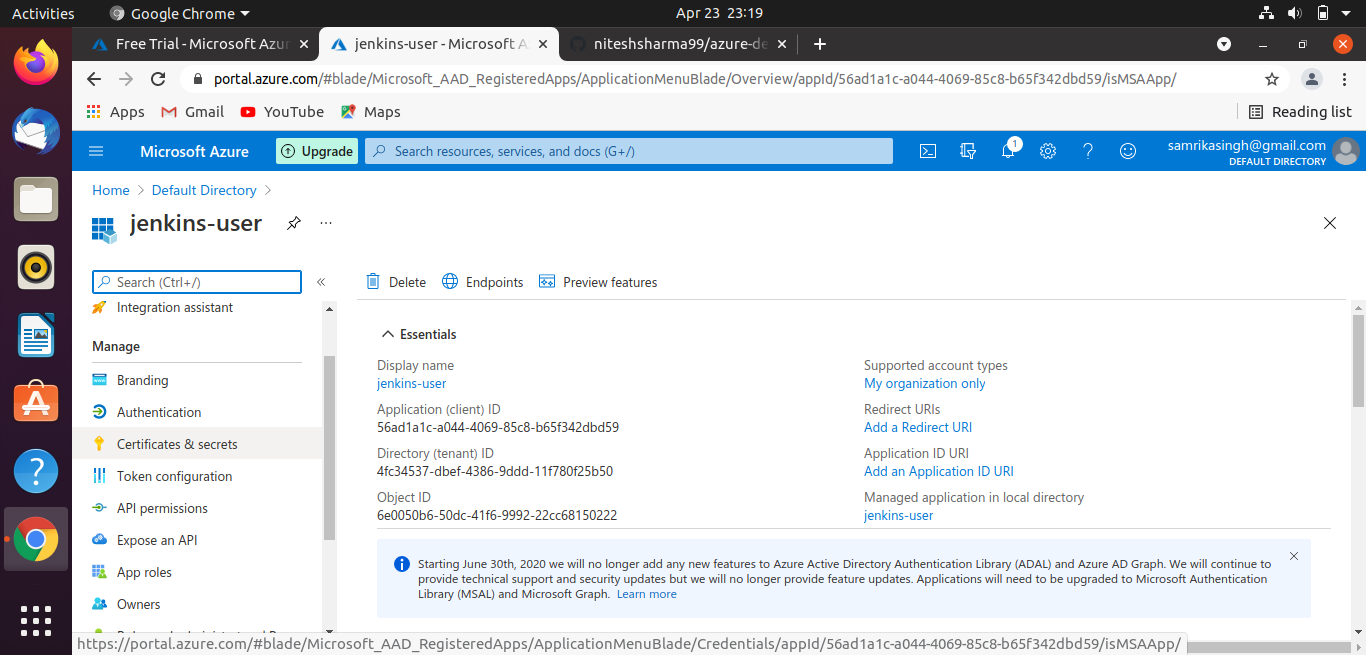 Activities
Google Chrome
Apr 23 23:19
Free Trial - Microsoft Azur
jenkins-user - Microsoft A
niteshsharma99/azure-de
portal.azure.com/#blade/Microsoft_AAD_RegisteredApps/ApplicationMenuBlade/Overview/appId/56ad1a1c-a044-4069-85c8-b65f342dbd59/isMSAApp/
Apps
Gmail
YouTube
Maps
Reading list
Microsoft Azure
Upgrade
Search resources, services, and docs (G+/)
1
samrikasingh@gmail.com
DEFAULT DIRECTORY
Home > Default Directory >
jenkins-user
...
Search (Ctrl+/)
«
Integration assistant
Manage
Branding
Authentication
Certificates & secrets
Token configuration
API permissions
Expose an API
App roles
Owners
Delete
Endpoints
Preview features
Essentials
Display name
jenkins-user
Application (client) ID
56ad1a1c-a044-4069-85c8-b65f342dbd59
Directory (tenant) ID
4fc34537-dbef-4386-9ddd-11f780f25b50
Object ID
6e0050b6-50dc-41f6-9992-22cc68150222
Supported account types
My organization only
Redirect URIs
Add a Redirect URI
Application ID URI
Add an Application ID URI
Managed application in local directory
jenkins-user
Starting June 30th, 2020 we will no longer add any new features to Azure Active Directory Authentication Library (ADAL) and Azure AD Graph. We will continue to
provide technical support and security updates but we will no longer provide feature updates. Applications will need to be upgraded to Microsoft Authentication
Library (MSAL) and Microsoft Graph. Learn more
https://portal.azure.com/#blade/Microsoft_AAD_RegisteredApps/ApplicationMenuBlade/Credentials/appId/56ad1a1c-a044-4069-85c8-b65f342dbd59/isMSAApp/